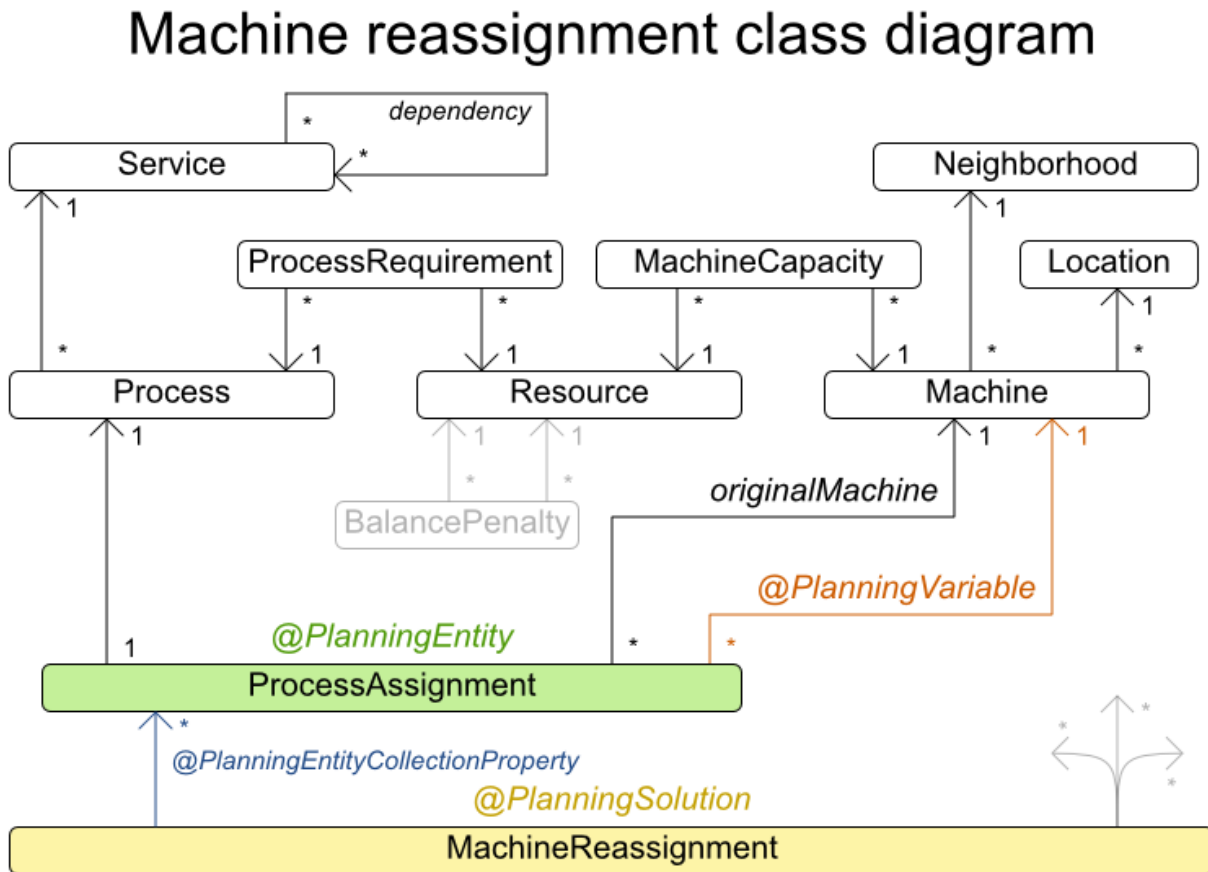 Machine reassignment class diagram
dependency
*
*
Service
Neighborhood
1
1
ProcessRequirement
MachineCapacity
Location
*
*
*
*
1
*
1
1
1
1
*
*
Process
Resource
Machine
1
1
1
1
1
*
*
originalMachine
BalancePenalty
@PlanningVariable
@PlanningEntity
1
*
*
ProcessAssignment
*
*
*
@PlanningEntityCollectionProperty
*
@PlanningSolution
MachineReassignment